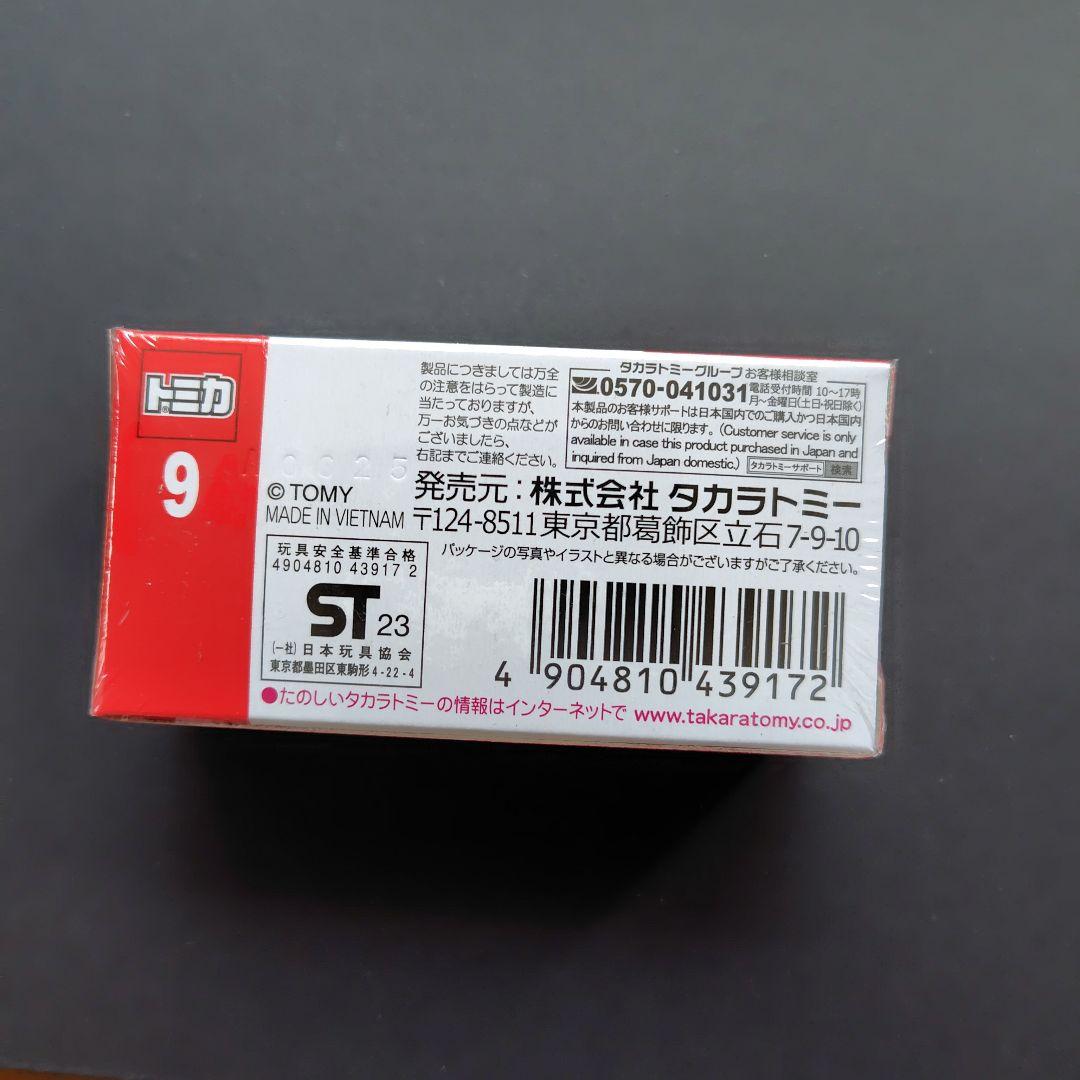 トミカ
9
0025
製品につきましては万全
の注意をはらって製造に
当たっておりますが、
万一お気づきの点などが
ございましたら、
右記までご連絡ください。
タカラトミーグループ お客様相談室
0570-041031 電話受付時間 10～17時
月～金曜日(土日・祝日除く)
本製品のお客様サポートは日本国内でのご購入かつ日本国内
からのお問い合わせに限ります。(Customer service is only
available in case this product purchased in Japan and
inquired from Japan domestic.) タカラトミーサポート 検索
© TOMY
MADE IN VIETNAM
発売元：株式会社 タカラトミー
〒124-8511 東京都葛飾区立石 7-9-10
パッケージの写真やイラストと異なる場合がございますがご了承ください。
玩具安全基準合格
4904810 43917 2
ST 23
(一社) 日本玩具協会
東京都墨田区東駒形 4-22-4
4 904810 439172
●たのしいタカラトミーの情報はインターネットで www.takaratomy.co.jp